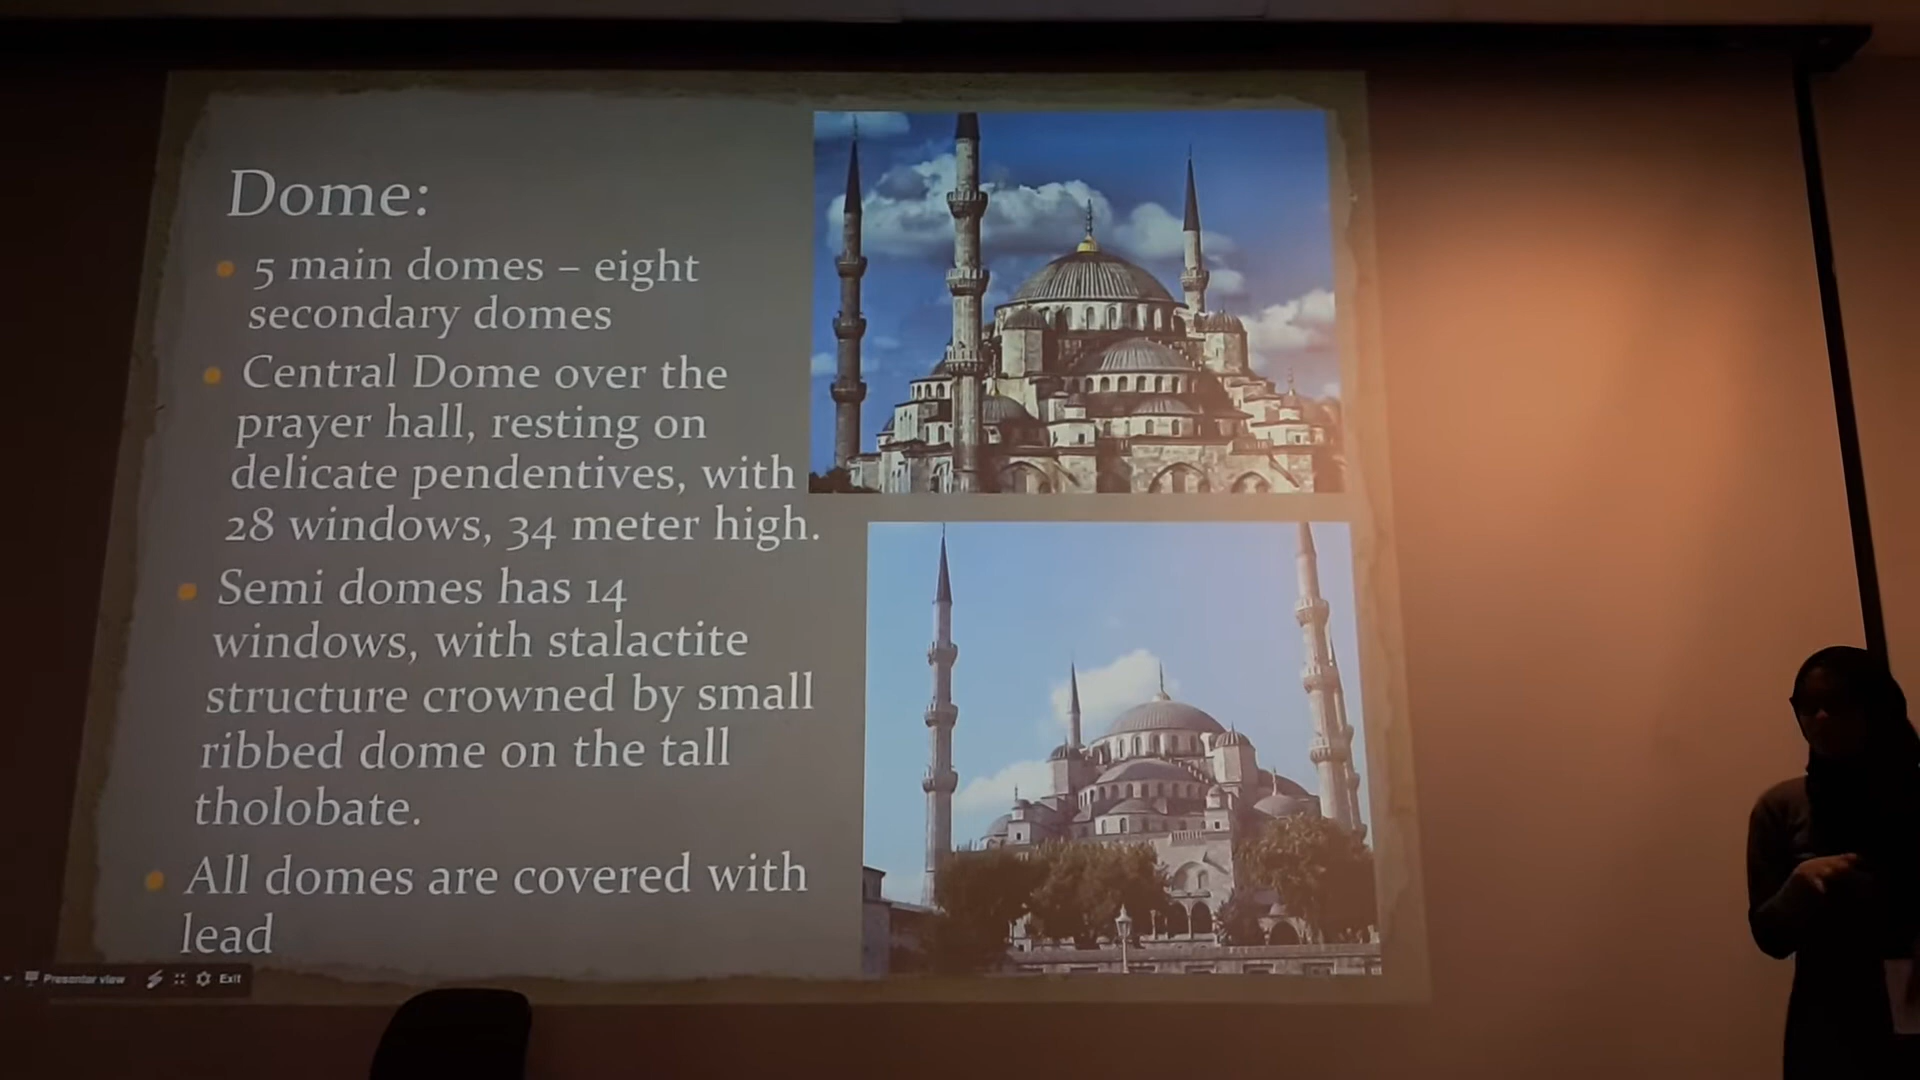 Dome:
5 main domes – eight
secondary domes
Central Dome over the
prayer hall, resting on
delicate pendentives, with
28 windows, 34 meter high.
Semi domes has 14
windows, with stalactite
structure crowned by small
ribbed dome on the tall
tholobate.
All domes are covered with
lead
Presenter view Exit